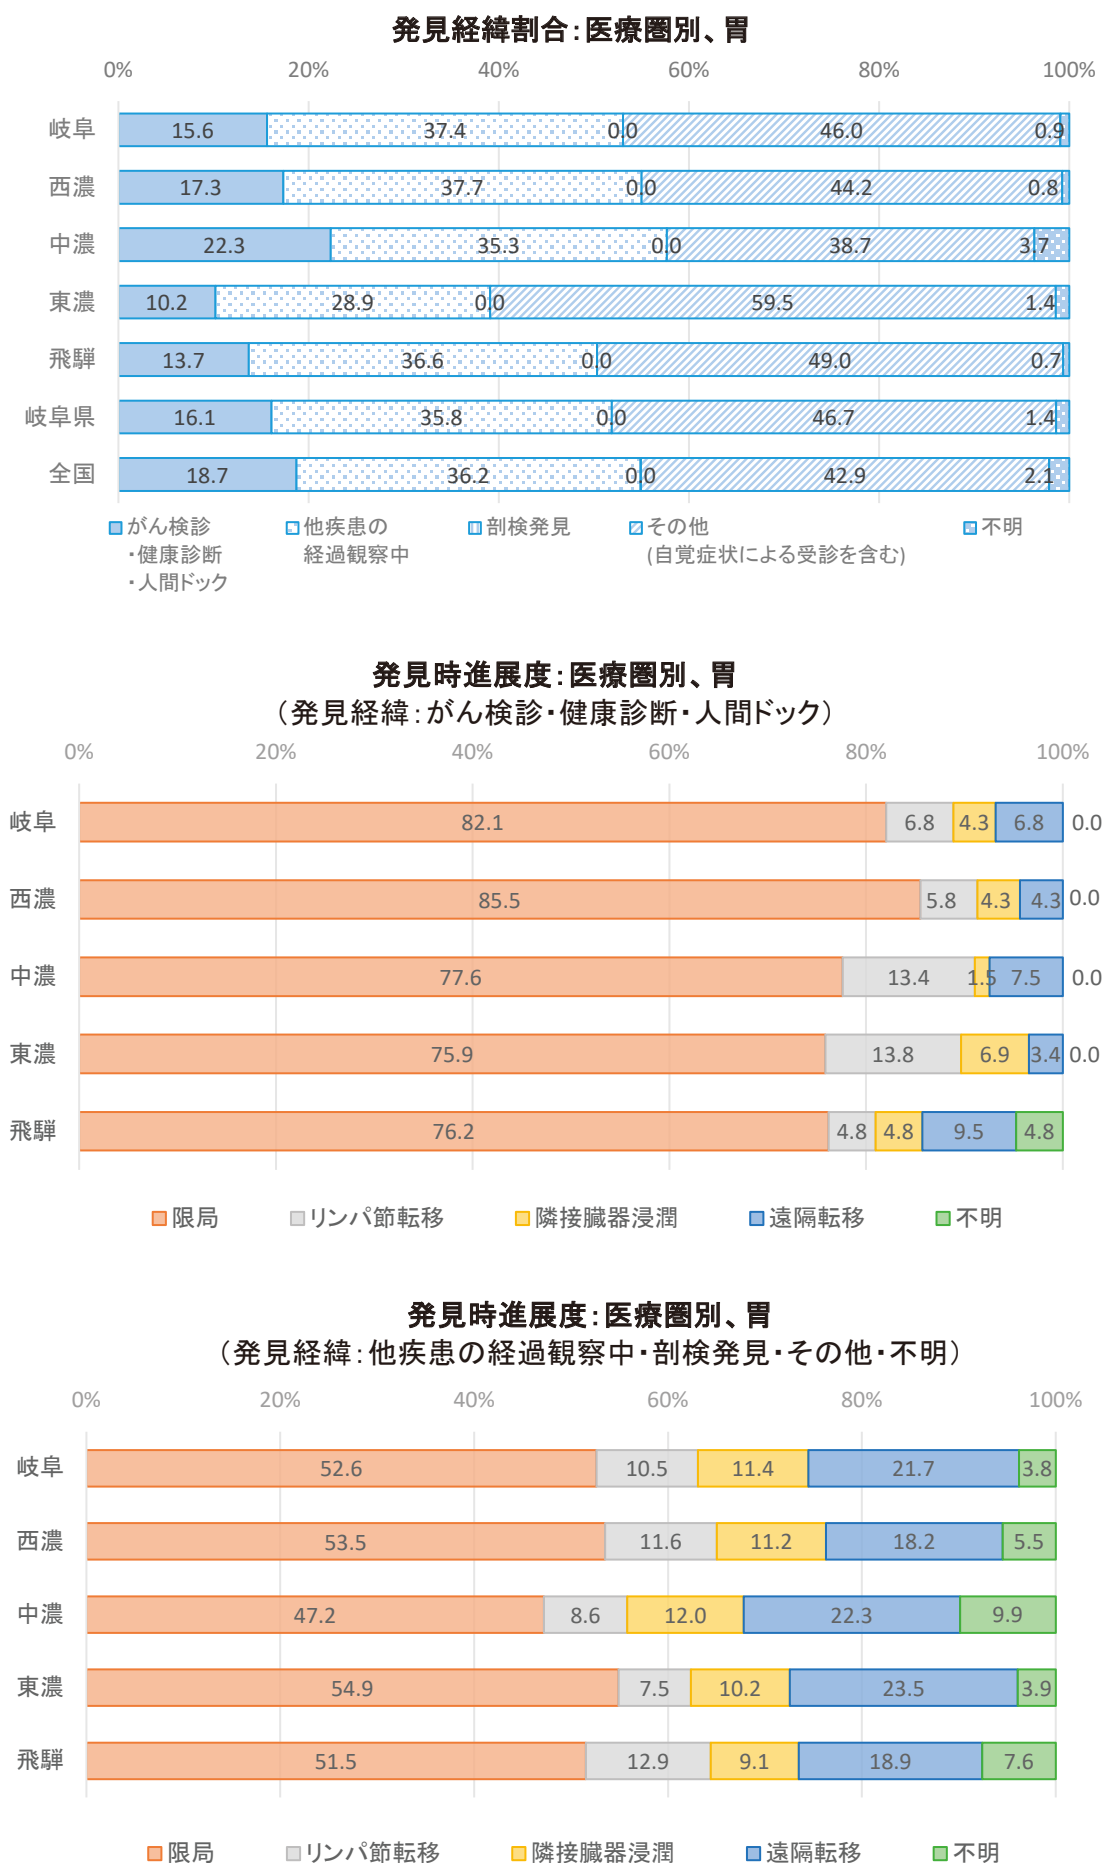 発見経緯割合：医療圏別、胃
0% 20% 40% 60% 80% 100%
岐阜 15.6 37.4 0.0 46.0 0.9
西濃 17.3 37.7 0.0 44.2 0.8
中濃 22.3 35.3 0.0 38.7 3.7
東濃 10.2 28.9 0.0 59.5 1.4
飛騨 13.7 36.6 0.0 49.0 0.7
岐阜県 16.1 35.8 0.0 46.7 1.4
全国 18.7 36.2 0.0 42.9 2.1
がん検診 他疾患の 剖検発見 その他 不明
・健康診断 経過観察中 (自覚症状による受診を含む)
・人間ドック
発見時進展度：医療圏別、胃
（発見経緯：がん検診・健康診断・人間ドック）
0% 20% 40% 60% 80% 100%
岐阜 82.1 6.8 4.3 6.8 0.0
西濃 85.5 5.8 4.3 4.3 0.0
中濃 77.6 13.4 1.5 7.5 0.0
東濃 75.9 13.8 6.9 3.4 0.0
飛騨 76.2 4.8 4.8 9.5 4.8
限局 リンパ節転移 隣接臓器浸潤 遠隔転移 不明
発見時進展度：医療圏別、胃
（発見経緯：他疾患の経過観察中・剖検発見・その他・不明）
0% 20% 40% 60% 80% 100%
岐阜 52.6 10.5 11.4 21.7 3.8
西濃 53.5 11.6 11.2 18.2 5.5
中濃 47.2 8.6 12.0 22.3 9.9
東濃 54.9 7.5 10.2 23.5 3.9
飛騨 51.5 12.9 9.1 18.9 7.6
限局 リンパ節転移 隣接臓器浸潤 遠隔転移 不明